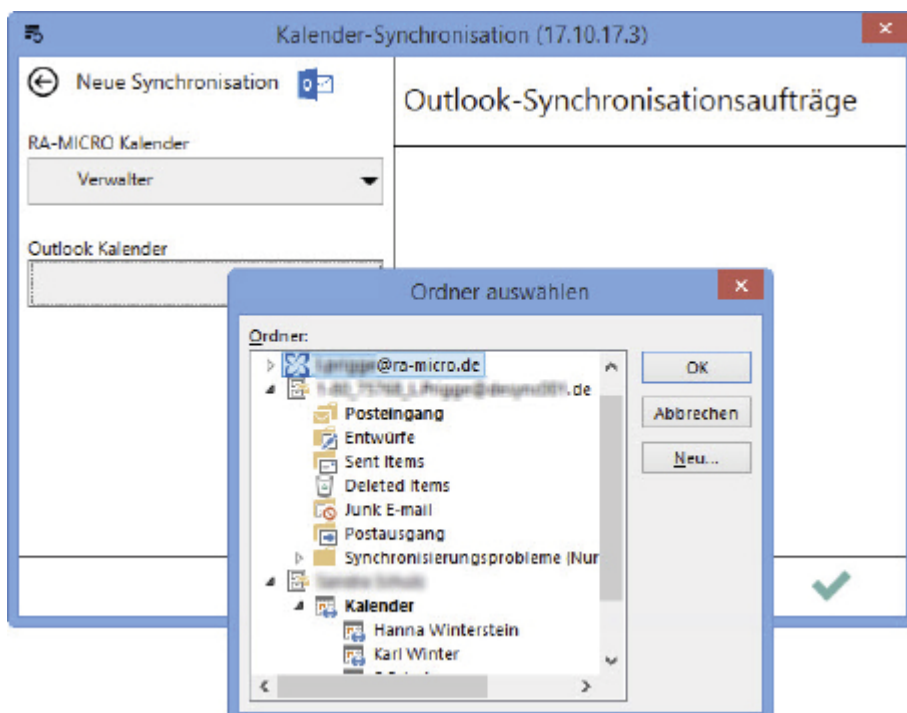 Kalender-Synchronisation (17.10.17.3)
Neue Synchronisation
Outlook-Synchronisationsaufträge
RA-MICRO Kalender
Verwalter
Outlook Kalender
Ordner auswählen
Ordner:
@ra-micro.de
OK
.de
Posteingang
Abbrechen
Entwürfe
Sent Items
Neu...
Deleted Items
Junk E-mail
Postausgang
Synchronisierungsprobleme (Nur
Kalender
Hanna Winterstein
Karl Winter